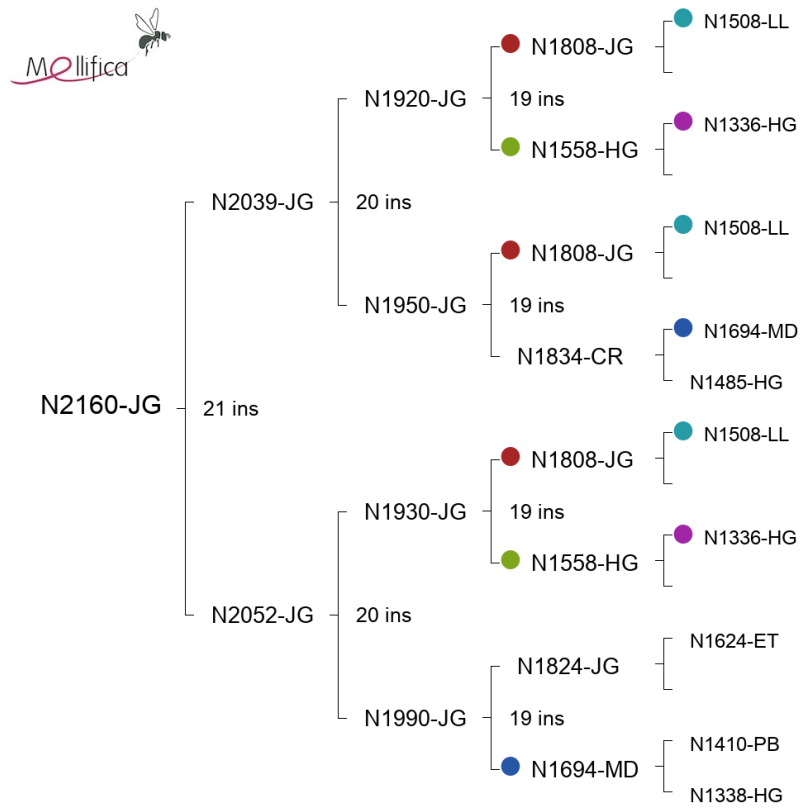 Mellifica
N1508-LL
N1808-JG
N1920-JG
19 ins
N1336-HG
N1558-HG
N2039-JG
20 ins
N1508-LL
N1808-JG
N1950-JG
19 ins
N1694-MD
N1834-CR
N1485-HG
N2160-JG
21 ins
N1508-LL
N1808-JG
N1930-JG
19 ins
N1336-HG
N1558-HG
N2052-JG
20 ins
N1624-ET
N1824-JG
N1990-JG
19 ins
N1410-PB
N1694-MD
N1338-HG